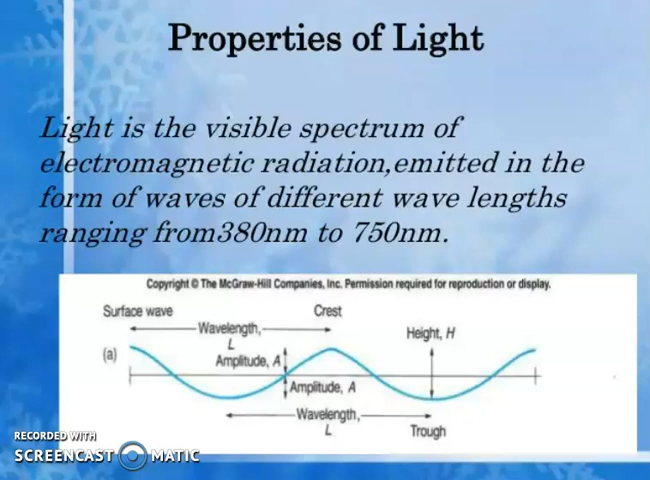 Properties of Light
Light is the visible spectrum of
electromagnetic radiation,emitted in the
form of waves of different wave lengths
ranging from380nm to 750nm.
Copyright © The McGraw-Hill Companies, Inc. Permission required for reproduction or display.
Surface wave
Crest
Wavelength,
L
Height, H
(a)
Amplitude, A
Amplitude, A
Wavelength,
L
Trough
RECORDED WITH
SCREENCAST MATIC